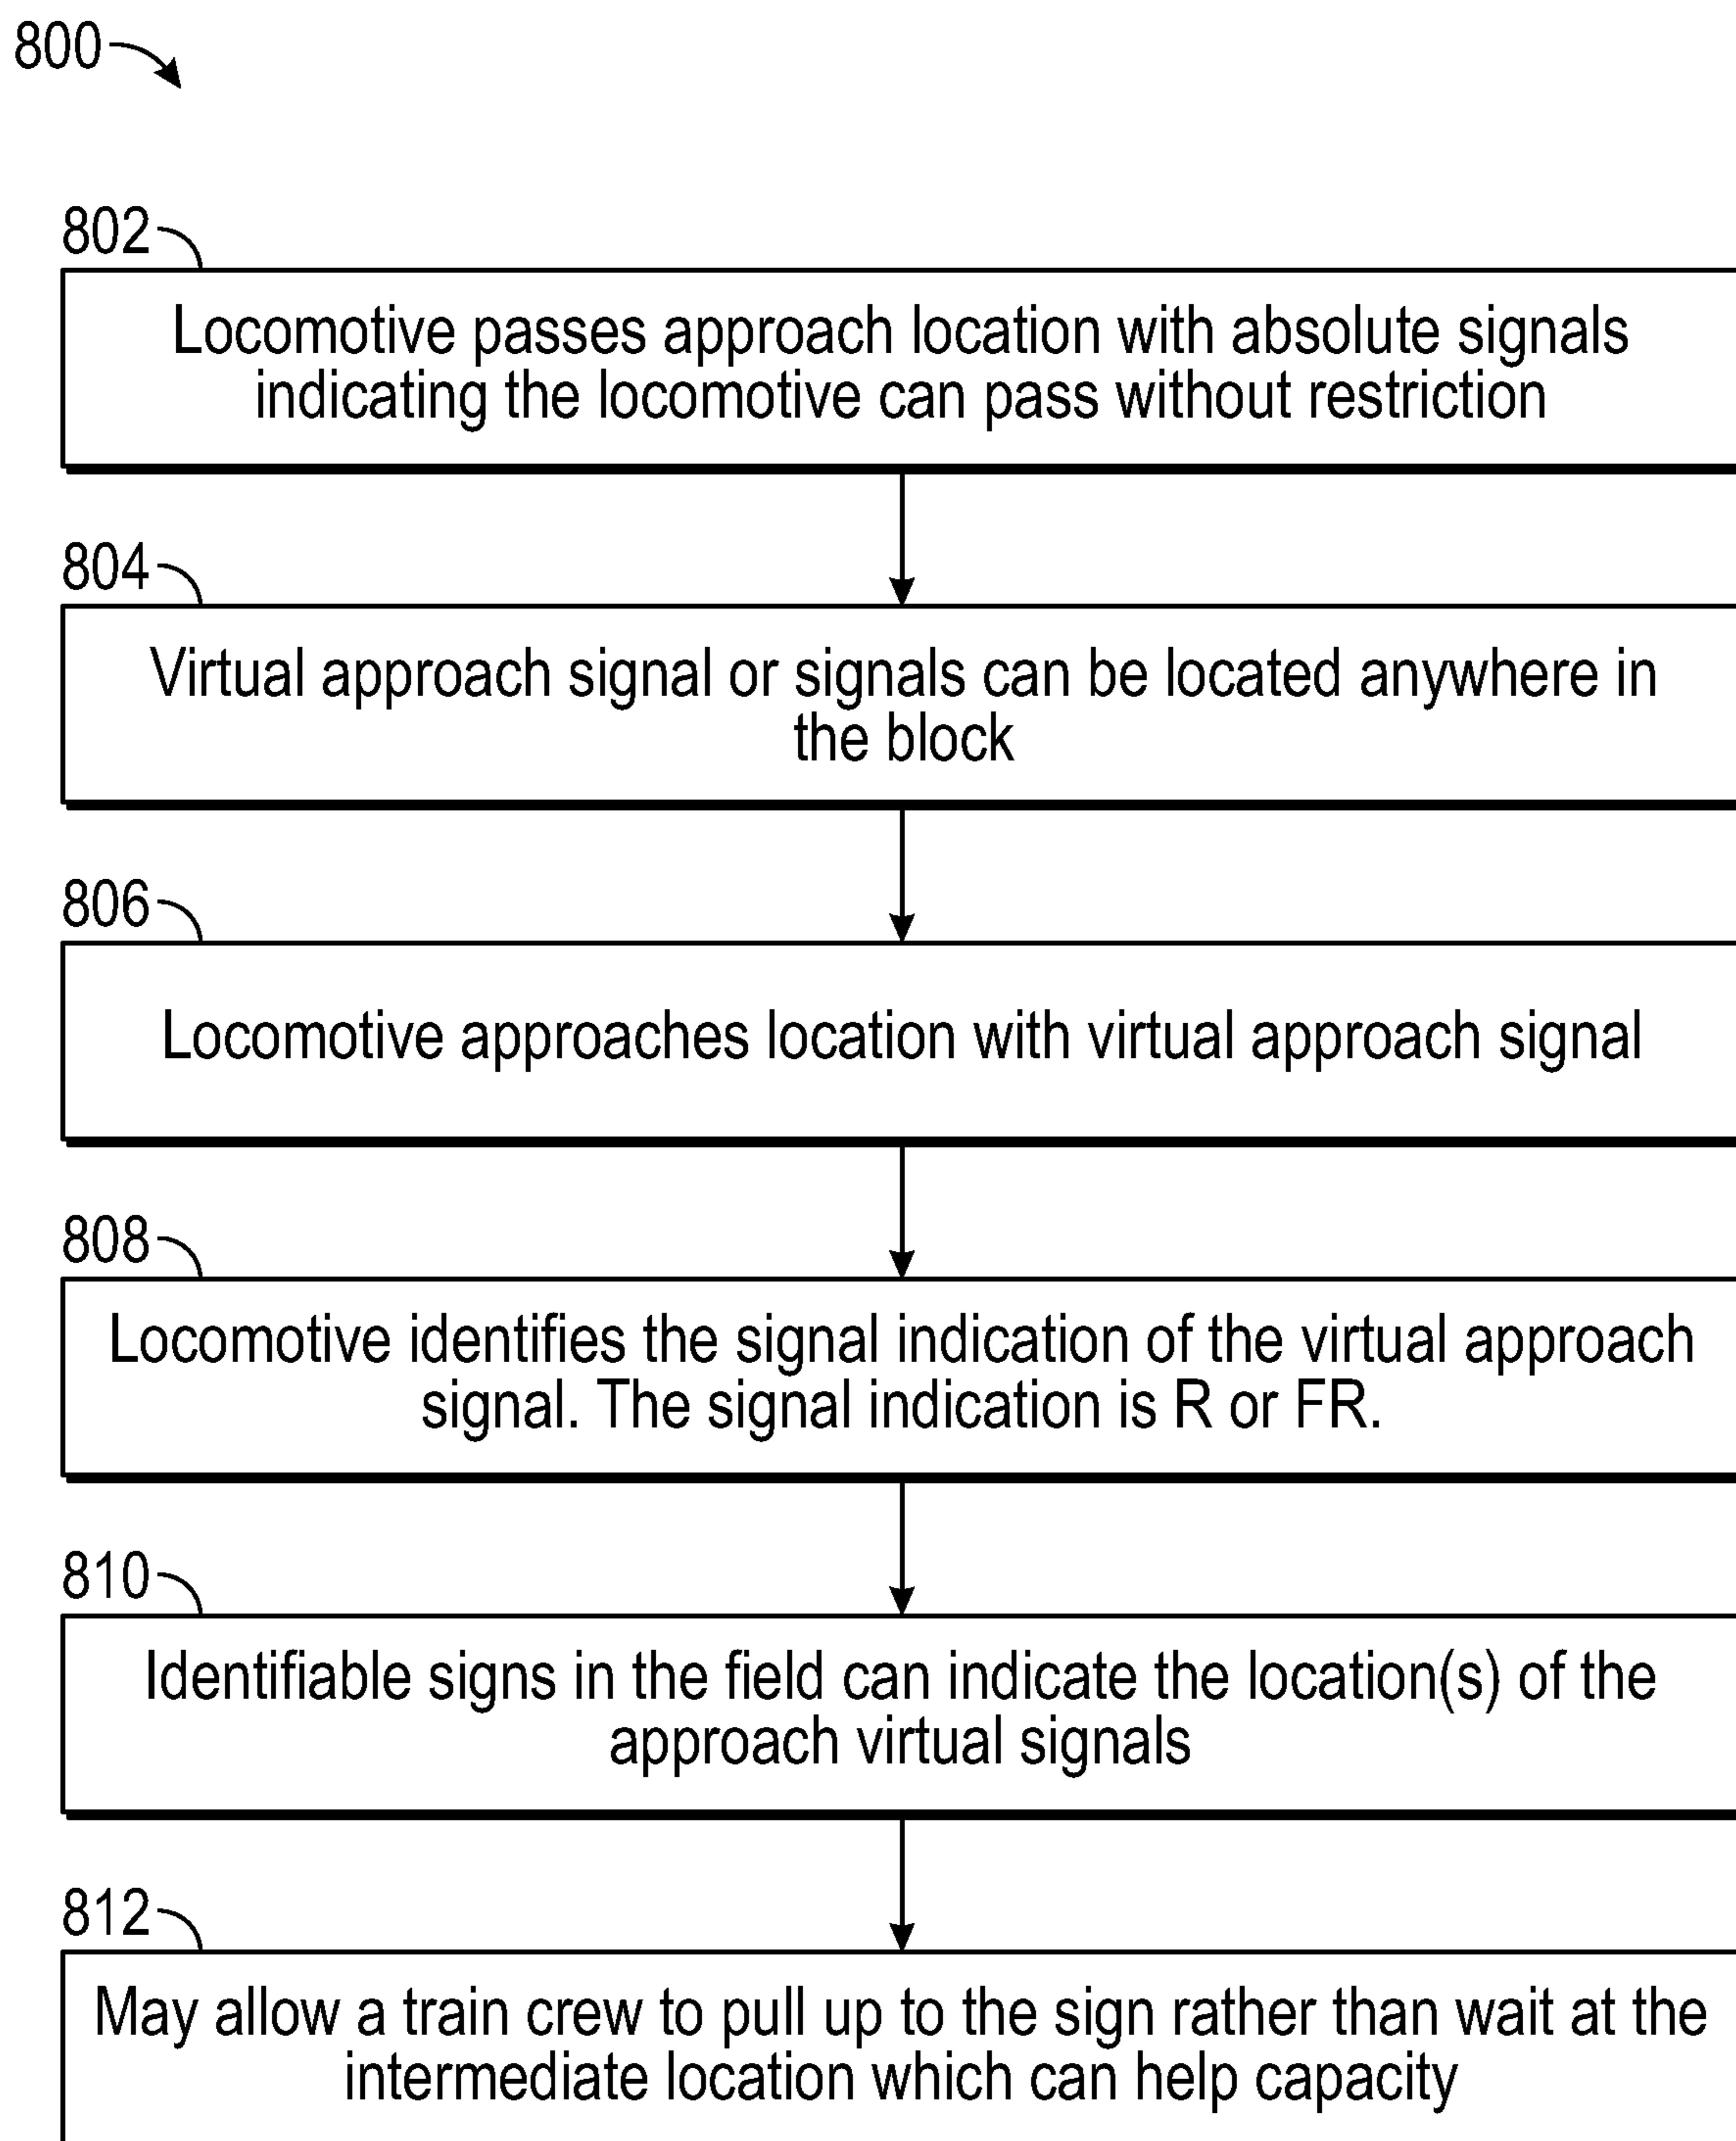 800
802
Locomotive passes approach location with absolute signals
indicating the locomotive can pass without restriction
804
Virtual approach signal or signals can be located anywhere in
the block
806
Locomotive approaches location with virtual approach signal
808
Locomotive identifies the signal indication of the virtual approach
signal. The signal indication is R or FR.
810
Identifiable signs in the field can indicate the location(s) of the
approach virtual signals
812
May allow a train crew to pull up to the sign rather than wait at the
intermediate location which can help capacity